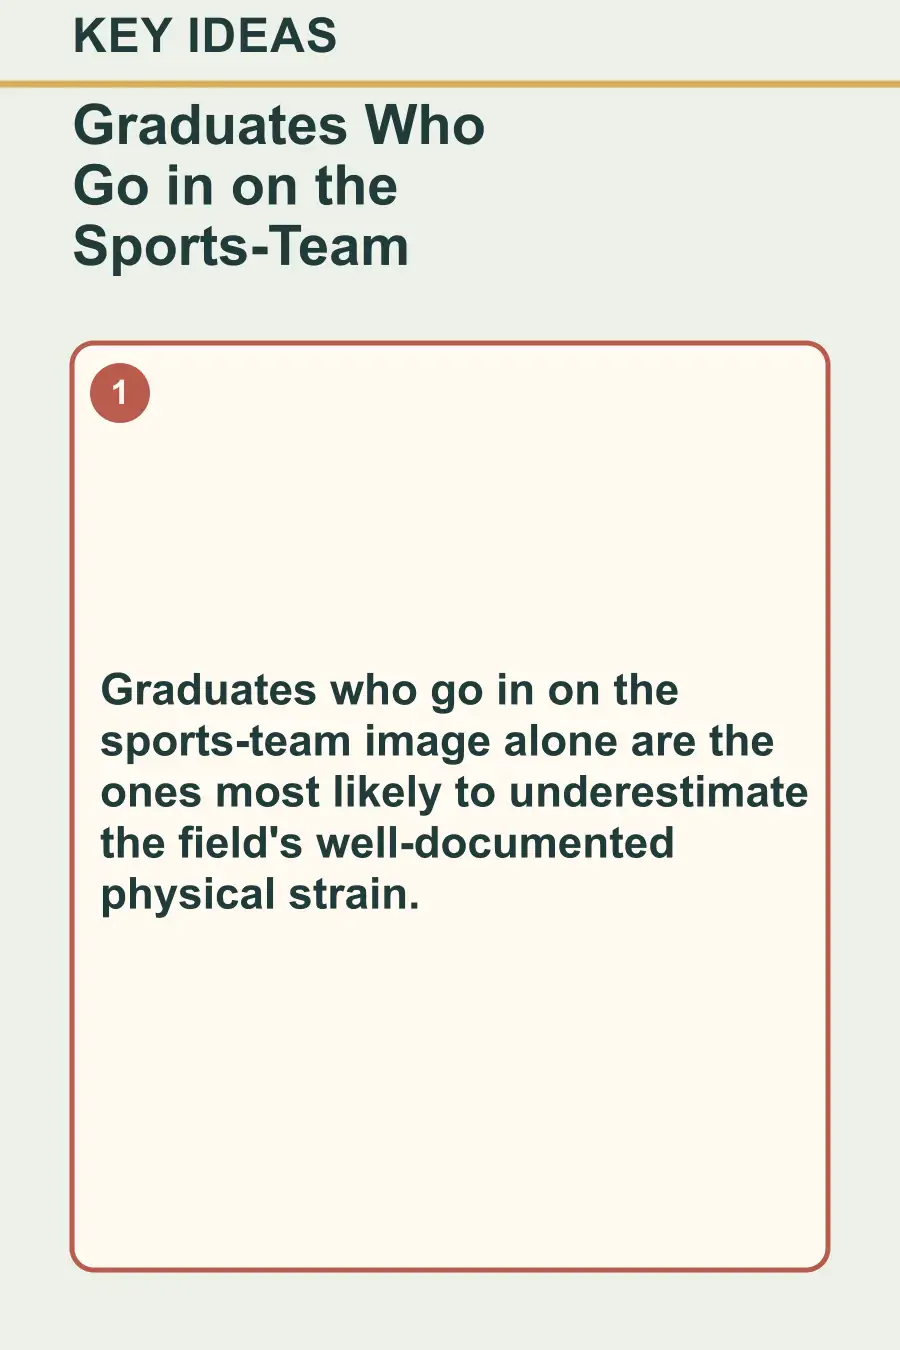 KEY IDEAS
Graduates Who
Go in on the
Sports-Team
1
Graduates who go in on the
sports-team image alone are the
ones most likely to underestimate
the field's well-documented
physical strain.